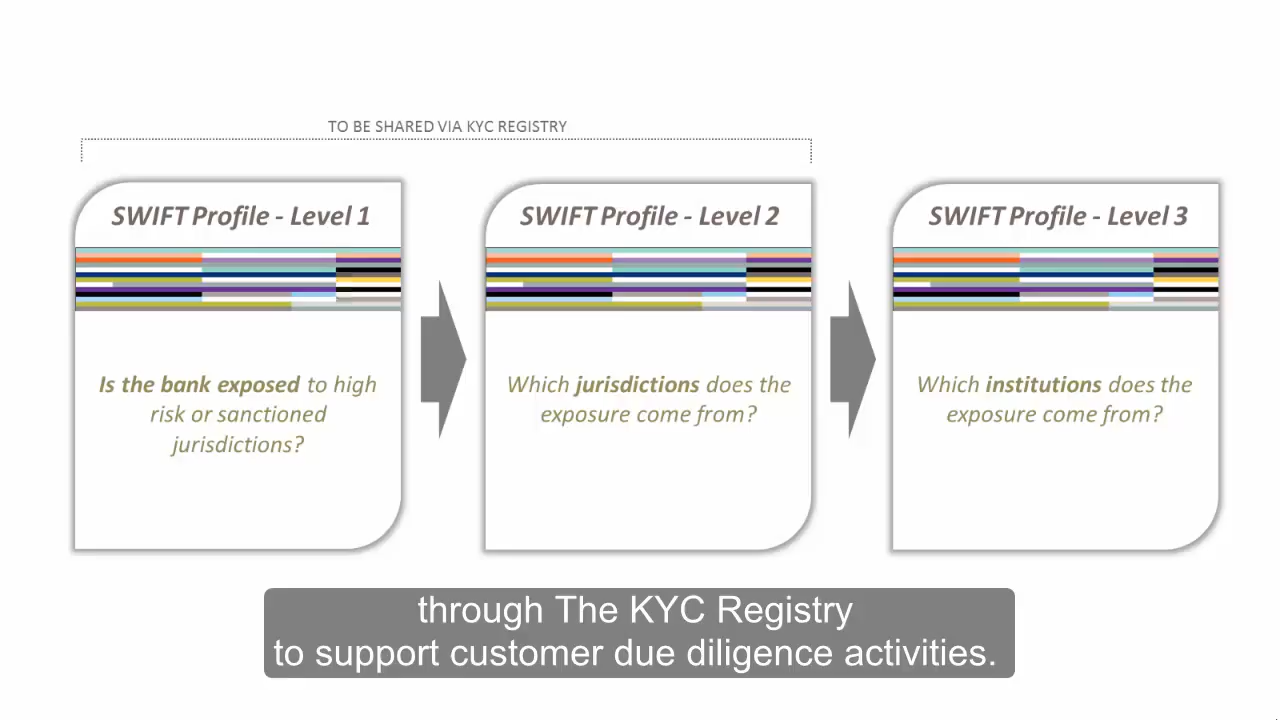 TO BE SHARED VIA KYC REGISTRY
SWIFT Profile - Level 1
Is the bank exposed to high
risk or sanctioned
jurisdictions?
SWIFT Profile - Level 2
Which jurisdictions does the
exposure come from?
SWIFT Profile - Level 3
Which institutions does the
exposure come from?
through The KYC Registry
to support customer due diligence activities.